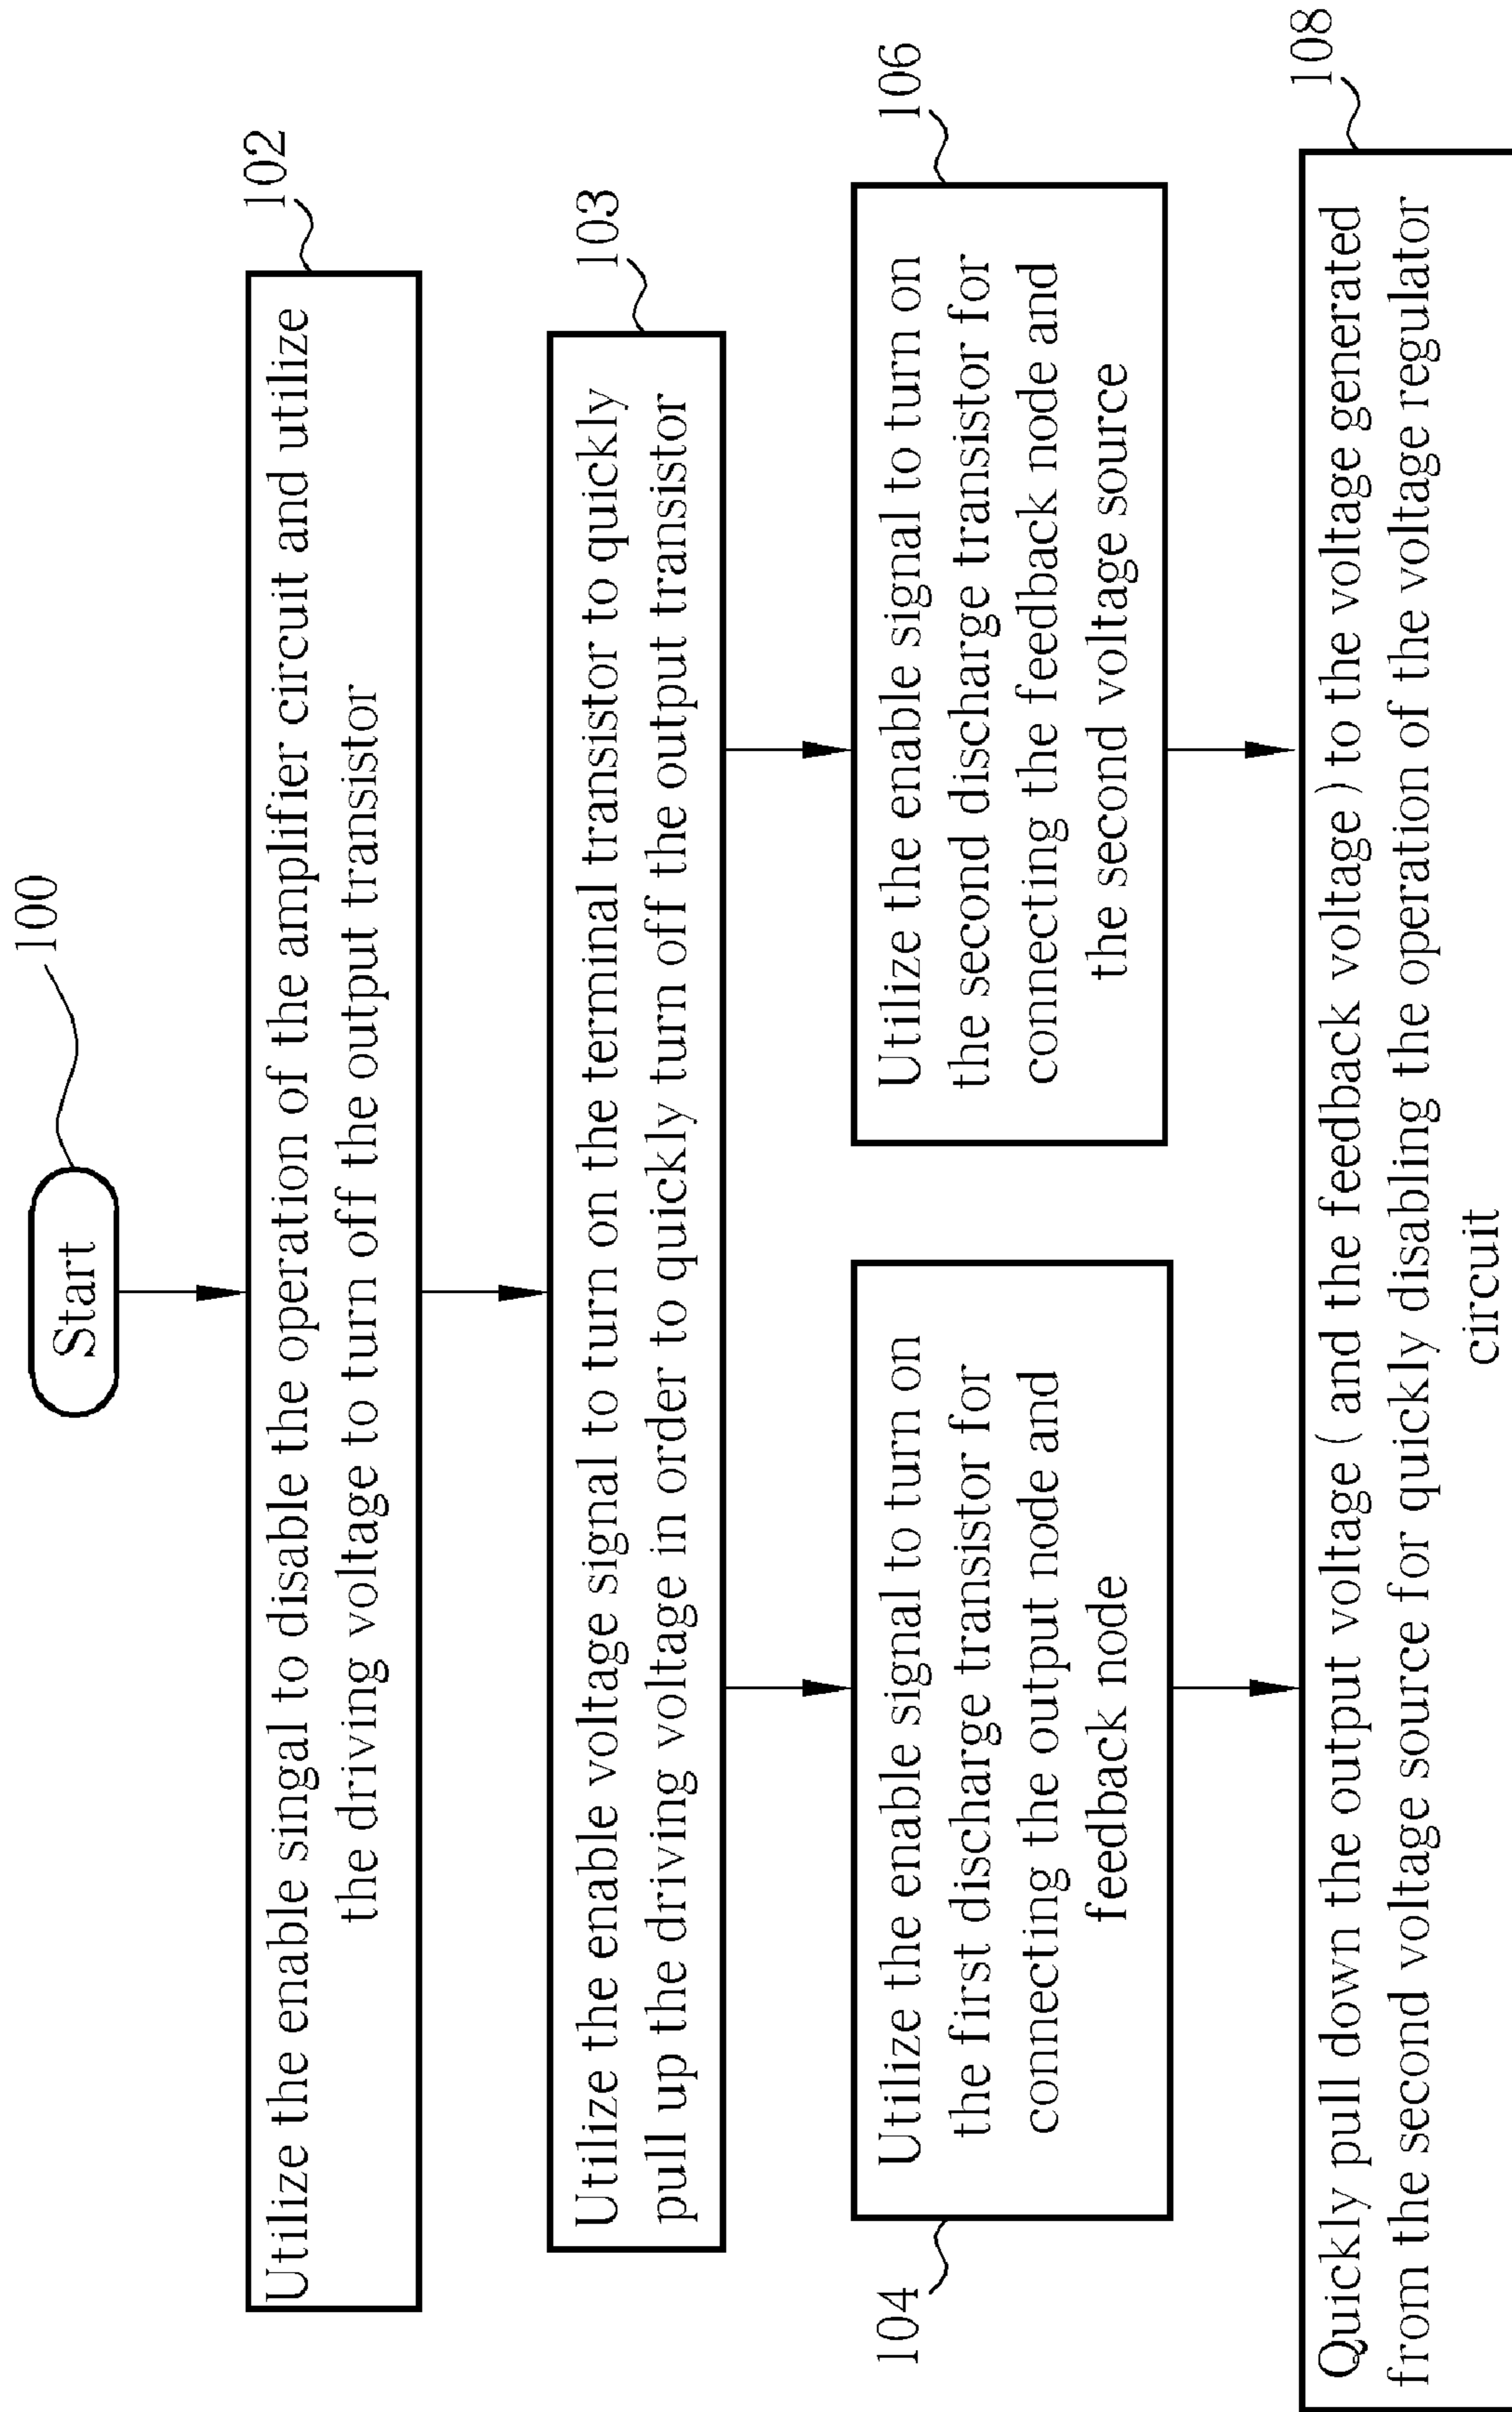 100
Start
102
Utilize the enable singal to disable the operation of the amplifier circuit and utilize
the driving voltage to turn off the output transistor
103
Utilize the enable voltage signal to turn on the terminal transistor to quickly
pull up the driving voltage in order to quickly turn off the output transistor
104
Utilize the enable signal to turn on
the first discharge transistor for
connecting the output node and
feedback node
106
Utilize the enable signal to turn on
the second discharge transistor for
connecting the feedback node and
the second voltage source
108
Quickly pull down the output voltage (and the feedback voltage) to the voltage generated
from the second voltage source for quickly disabling the operation of the voltage regulator
circuit